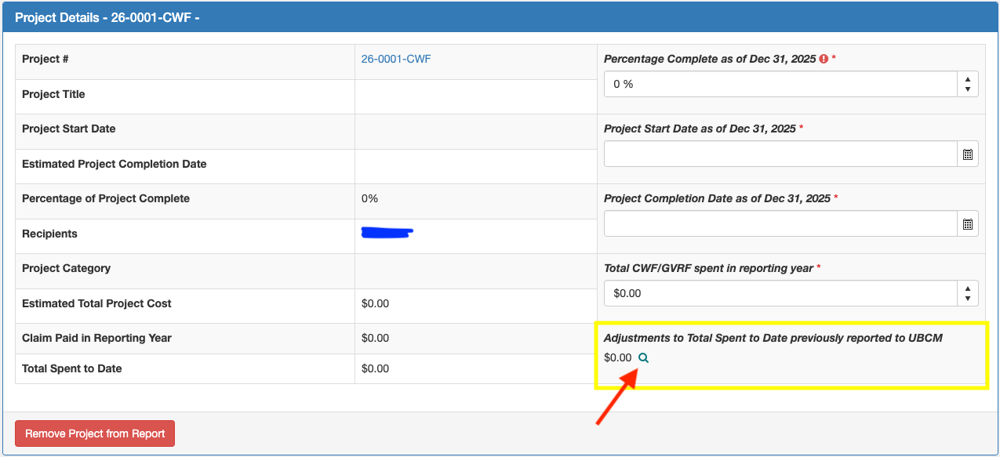 Project Details - 26-0001-CWF -
Project #
26-0001-CWF
Project Title
Project Start Date
Estimated Project Completion Date
Percentage of Project Complete
0%
Recipients
Project Category
Estimated Total Project Cost
$0.00
Claim Paid in Reporting Year
$0.00
Total Spent to Date
$0.00
Percentage Complete as of Dec 31, 2025 *
0 %
Project Start Date as of Dec 31, 2025 *
Project Completion Date as of Dec 31, 2025 *
Total CWF/GVRF spent in reporting year *
$0.00
Adjustments to Total Spent to Date previously reported to UBCM
$0.00
Remove Project from Report